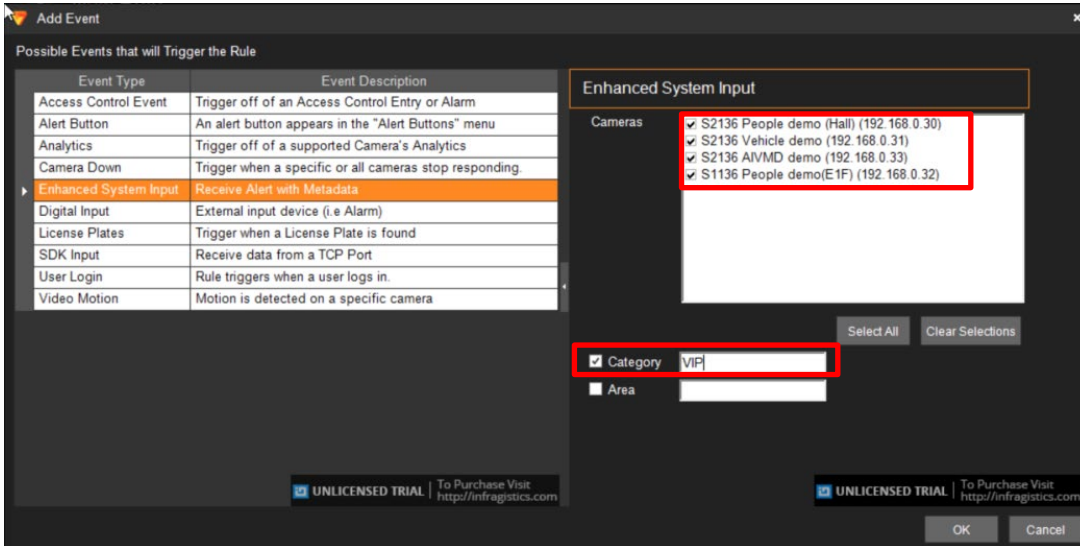 Add Event
Possible Events that will Trigger the Rule
Event Type Event Description
Access Control Event Trigger off of an Access Control Entry or Alarm
Alert Button An alert button appears in the "Alert Buttons" menu
Analytics Trigger off of a supported Camera's Analytics
Camera Down Trigger when a specific or all cameras stop responding.
Enhanced System Input Receive Alert with Metadata
Digital Input External input device (i.e Alarm)
License Plates Trigger when a License Plate is found
SDK Input Receive data from a TCP Port
User Login Rule triggers when a user logs in.
Video Motion Motion is detected on a specific camera
Enhanced System Input
Cameras
S2136 People demo (Hall) (192.168.0.30)
S2136 Vehicle demo (192.168.0.31)
S2136 AIVMD demo (192.168.0.33)
S1136 People demo(E1F) (192.168.0.32)
Select All Clear Selections
Category VIP
Area
UNLICENSED TRIAL To Purchase Visit
http://infragistics.com
UNLICENSED TRIAL To Purchase Visit
http://infragistics.com
OK Cancel